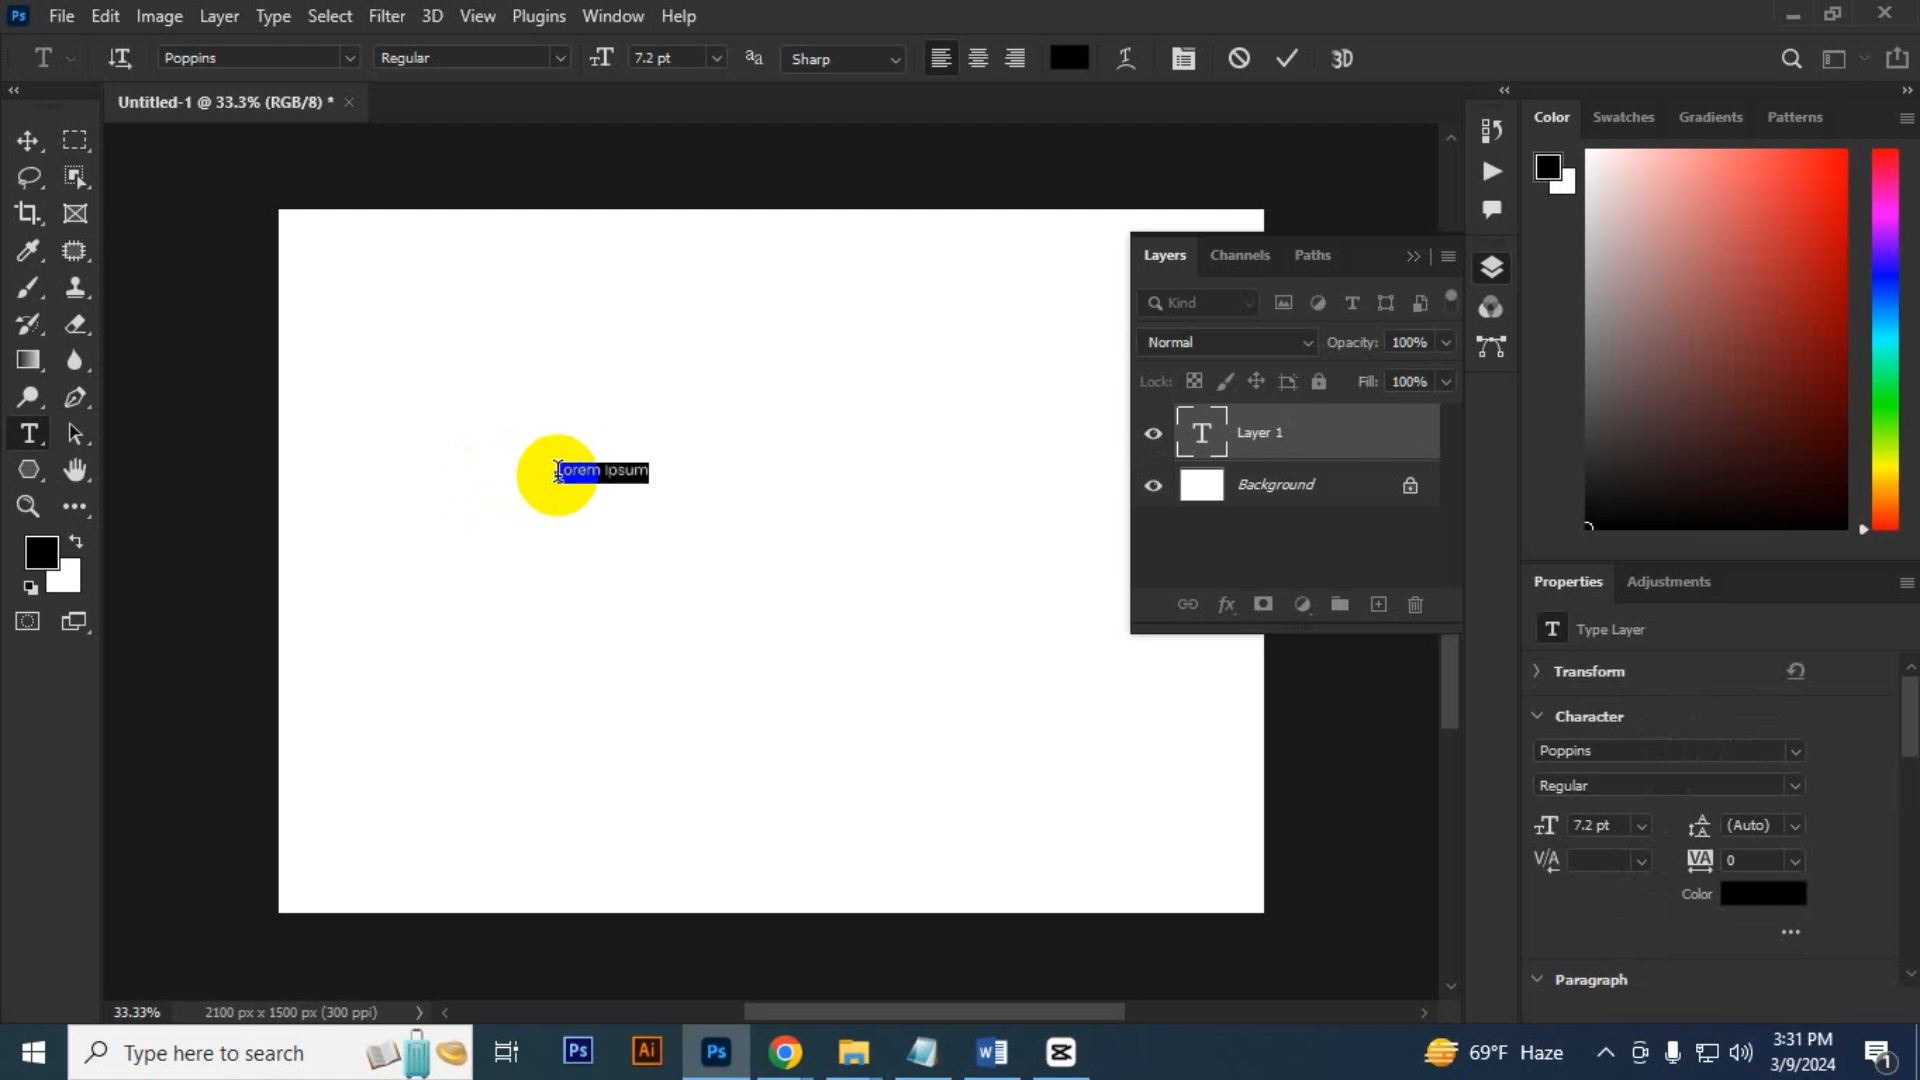 Ps File Edit Image Layer Type Select Filter 3D View Plugins Window Help
Poppins Regular 7.2 pt Sharp 3D
Untitled-1 @ 33.3% (RGB/8) *
Color Swatches Gradients Patterns
Layers Channels Paths
Kind
Normal Opacity: 100%
Lock: Fill: 100%
Layer 1
Background
Lorem Ipsum
Properties Adjustments
Type Layer
Transform
Character
Poppins
Regular
7.2 pt (Auto)
0
Color
Paragraph
33.33% 2100 px x 1500 px (300 ppi)
Type here to search
Ps Ai Ps
69°F Haze
3:31 PM
3/9/2024
1